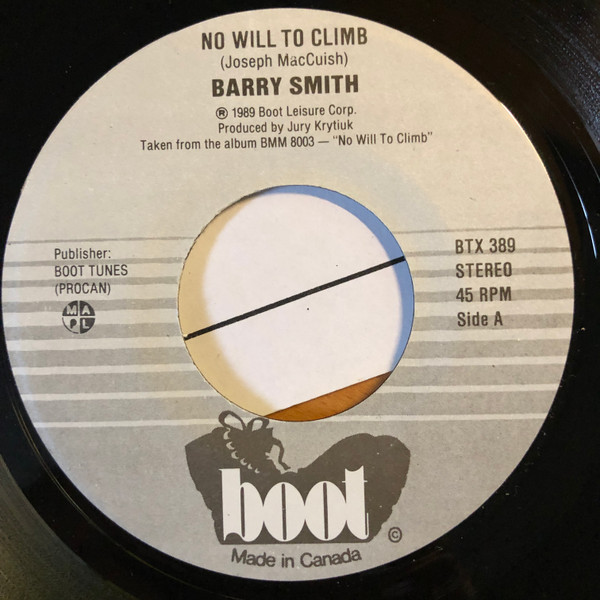 NO WILL TO CLIMB
(Joseph MacCuish)
BARRY SMITH
℗ 1989 Boot Leisure Corp.
Produced by Jury Krytiuk
Taken from the album BMM 8003 — "No Will To Climb"
Publisher:
BOOT TUNES
(PROCAN)
MAPL
BTX 389
STEREO
45 RPM
Side A
boot ©
Made in Canada